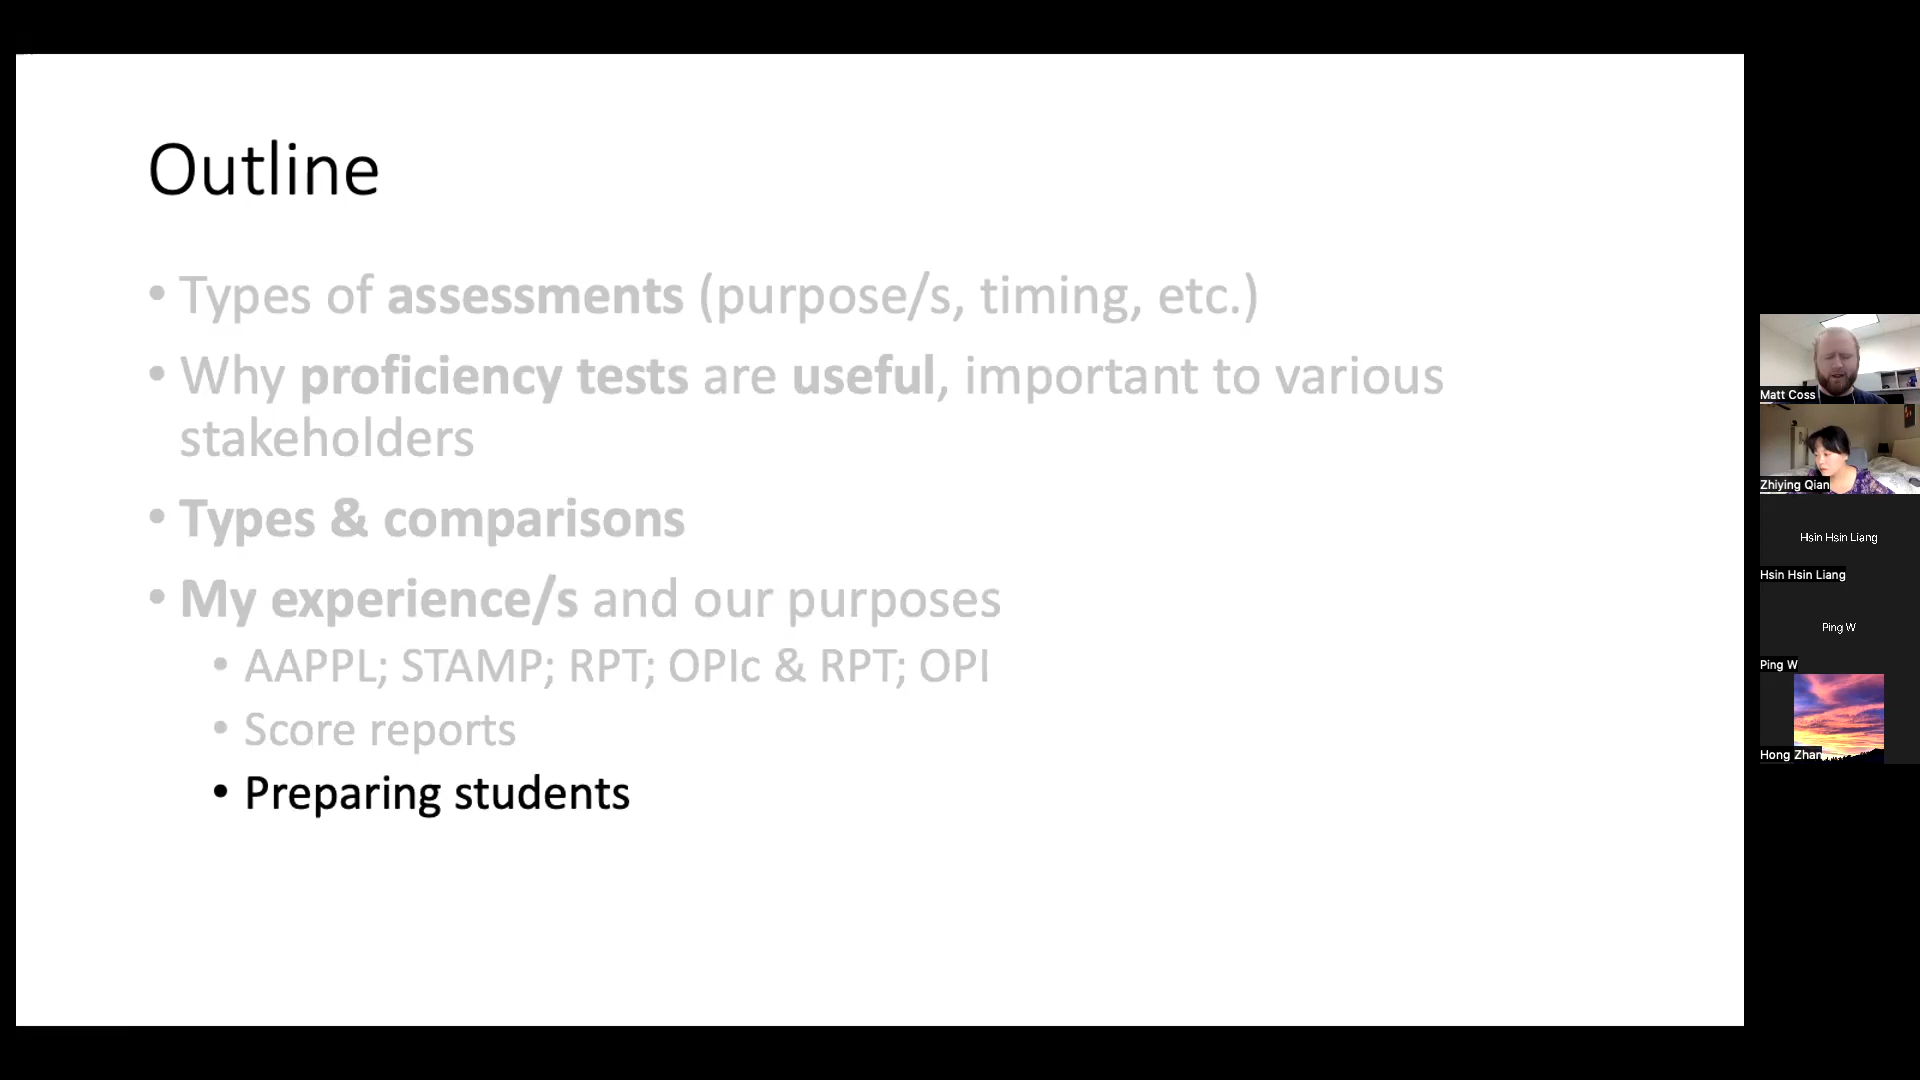 Outline
• Types of assessments (purpose/s, timing, etc.)
• Why proficiency tests are useful, important to various
stakeholders
• Types & comparisons
• My experience/s and our purposes
• AAPPL; STAMP; RPT; OPIc & RPT; OPI
• Score reports
• Preparing students
Matt Coss
Zhiying Qian
Hsin Hsin Liang
Hsin Hsin Liang
Ping W
Ping W
Hong Zhan